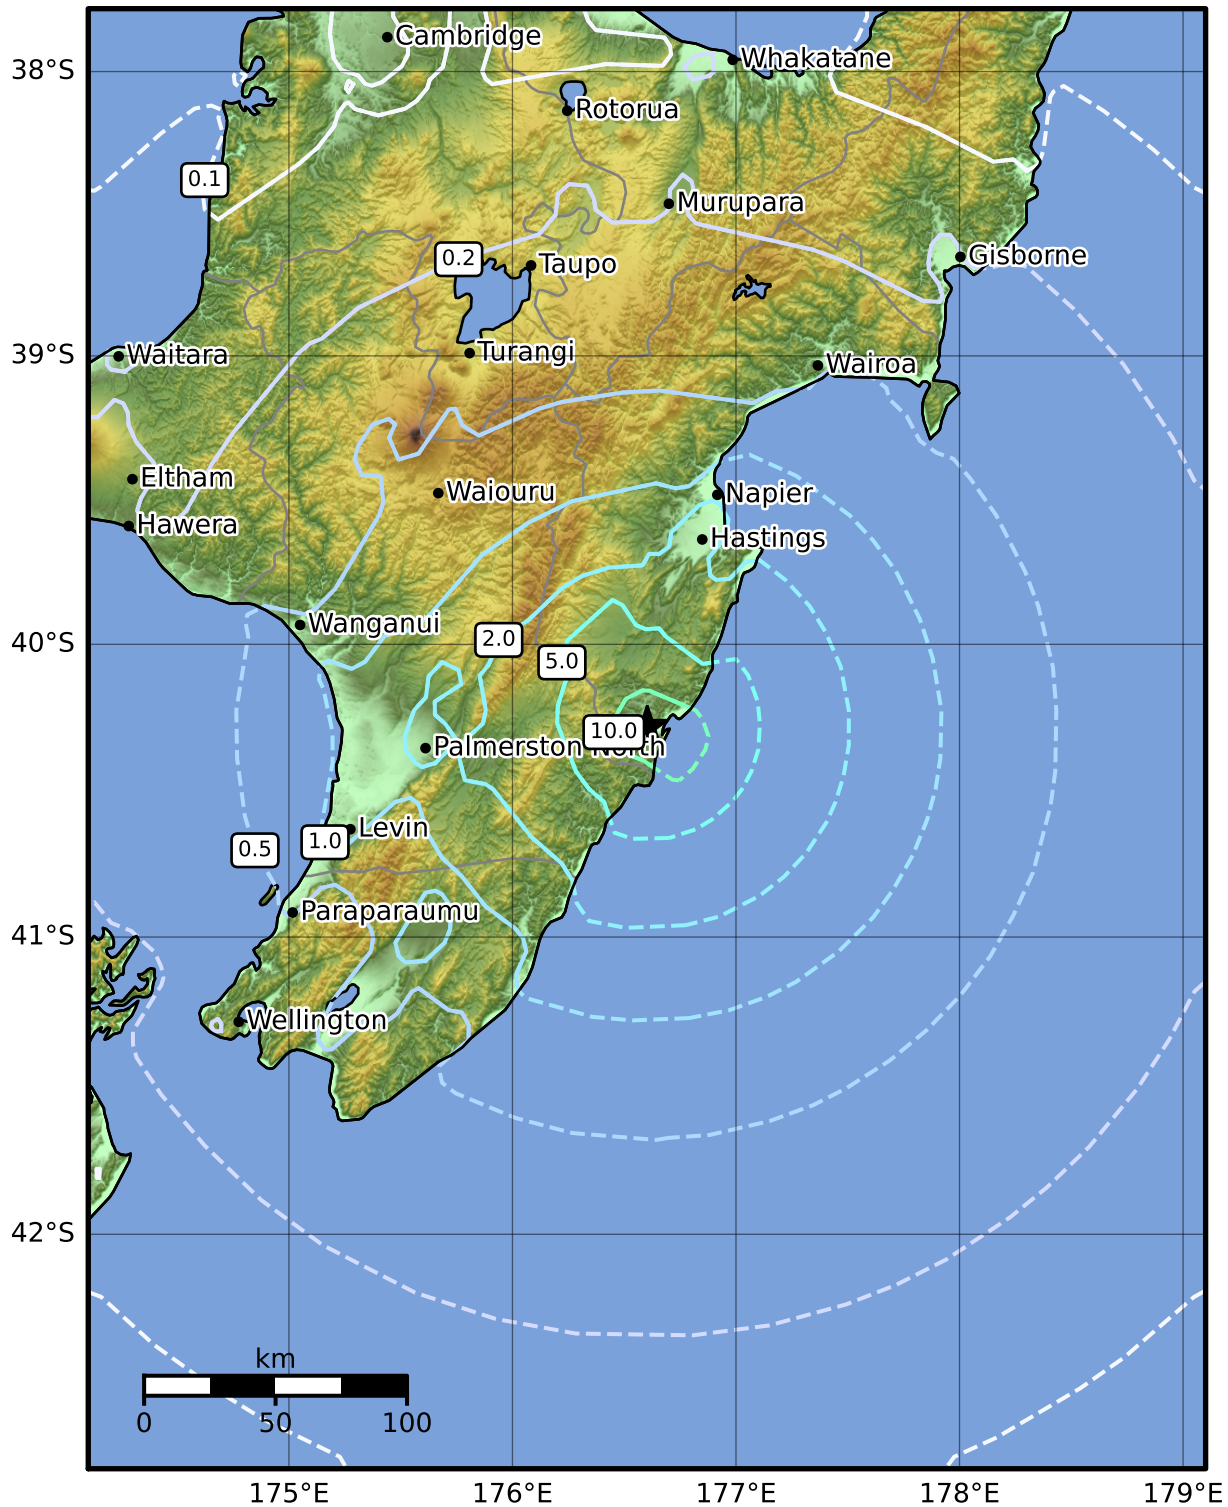 Cambridge
Whakatane
38°S
Rotorua
0.1
Murupara
Gisborne
0.2
Taupo
Turangi
39°S
Waitara
Wairoa
Eltham
Waiouru
Napier
Hawera
Hastings
Wanganui
2.0
40°S
5.0
10.0
Palmerston North
Levin
1.0
0.5
Paraparaumu
41°S
Wellington
42°S
km
0 50 100
175°E 176°E 177°E 178°E 179°E